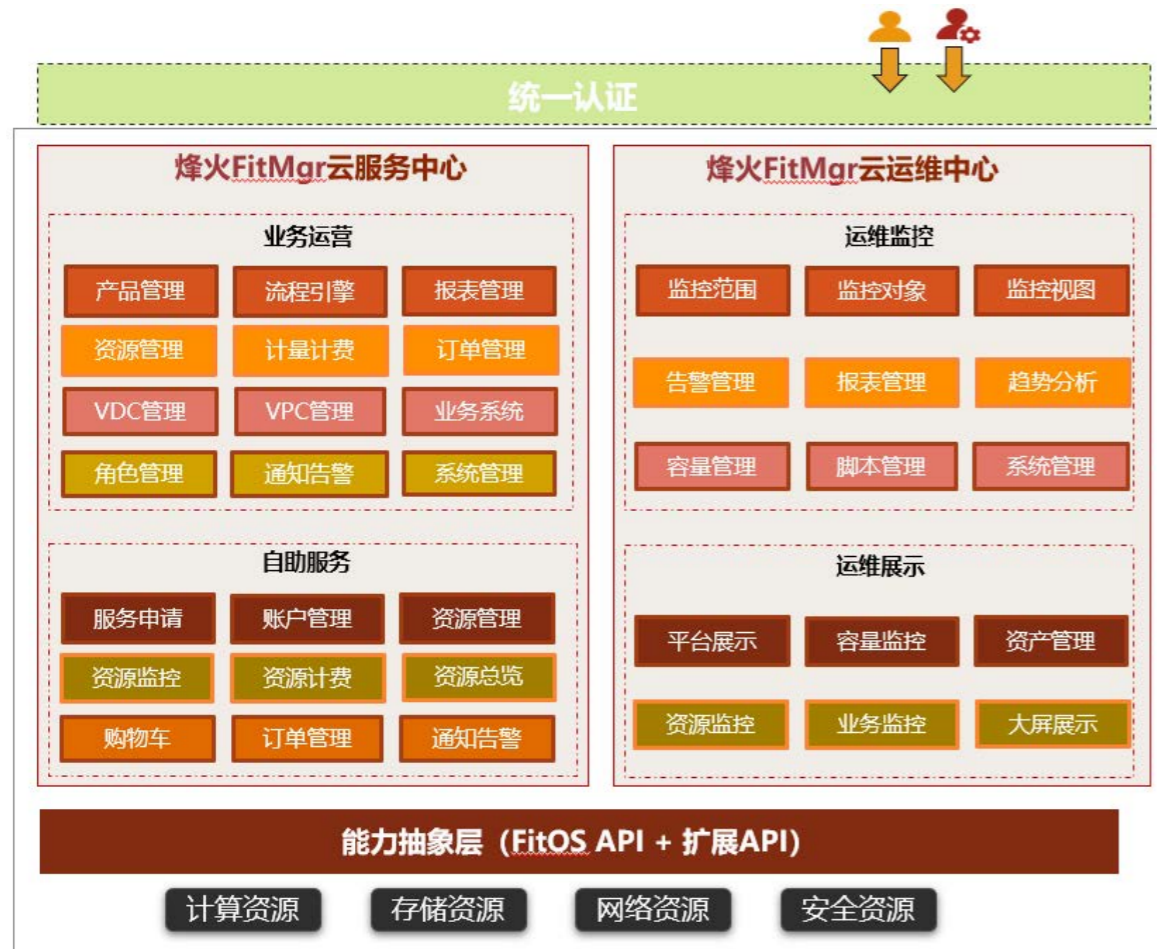 统一认证
烽火FitMgr云服务中心
业务运营
产品管理 流程引擎 报表管理
资源管理 计量计费 订单管理
VDC管理 VPC管理 业务系统
角色管理 通知告警 系统管理
自助服务
服务申请 账户管理 资源管理
资源监控 资源计费 资源总览
购物车 订单管理 通知告警
烽火FitMgr云运维中心
运维监控
监控范围 监控对象 监控视图
告警管理 报表管理 趋势分析
容量管理 脚本管理 系统管理
运维展示
平台展示 容量监控 资产管理
资源监控 业务监控 大屏展示
能力抽象层（FitOS API + 扩展API）
计算资源 存储资源 网络资源 安全资源